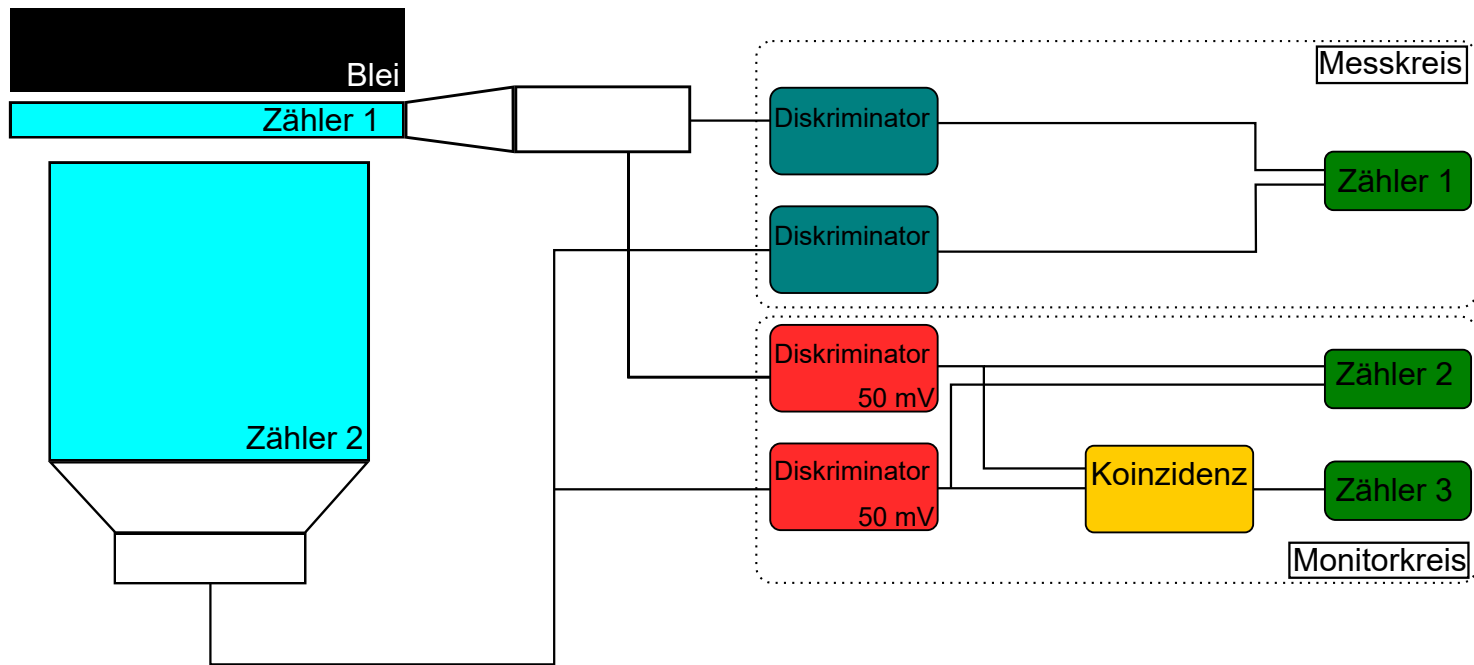 Blei
Zähler 1
Zähler 2
Messkreis
Diskriminator
Zähler 1
Diskriminator
Diskriminator
50 mV
Zähler 2
Diskriminator
50 mV
Koinzidenz
Zähler 3
Monitorkreis